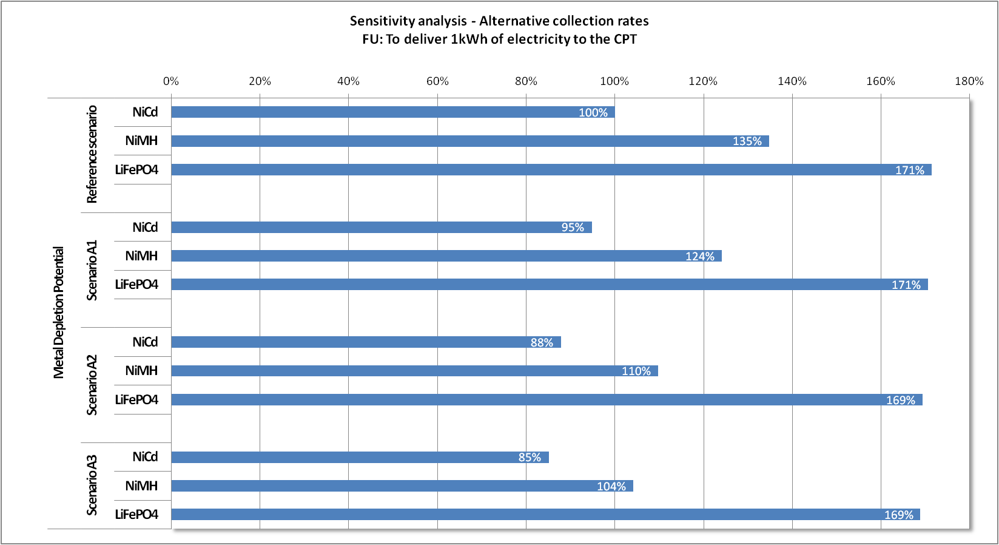 Sensitivity analysis - Alternative collection rates
FU: To deliver 1kWh of electricity to the CPT
0% 20% 40% 60% 80% 100% 120% 140% 160% 180%
Metal Depletion Potential
Reference scenario
NiCd 100%
NiMH 135%
LiFePO4 171%
Scenario A1
NiCd 95%
NiMH 124%
LiFePO4 171%
Scenario A2
NiCd 88%
NiMH 110%
LiFePO4 169%
Scenario A3
NiCd 85%
NiMH 104%
LiFePO4 169%